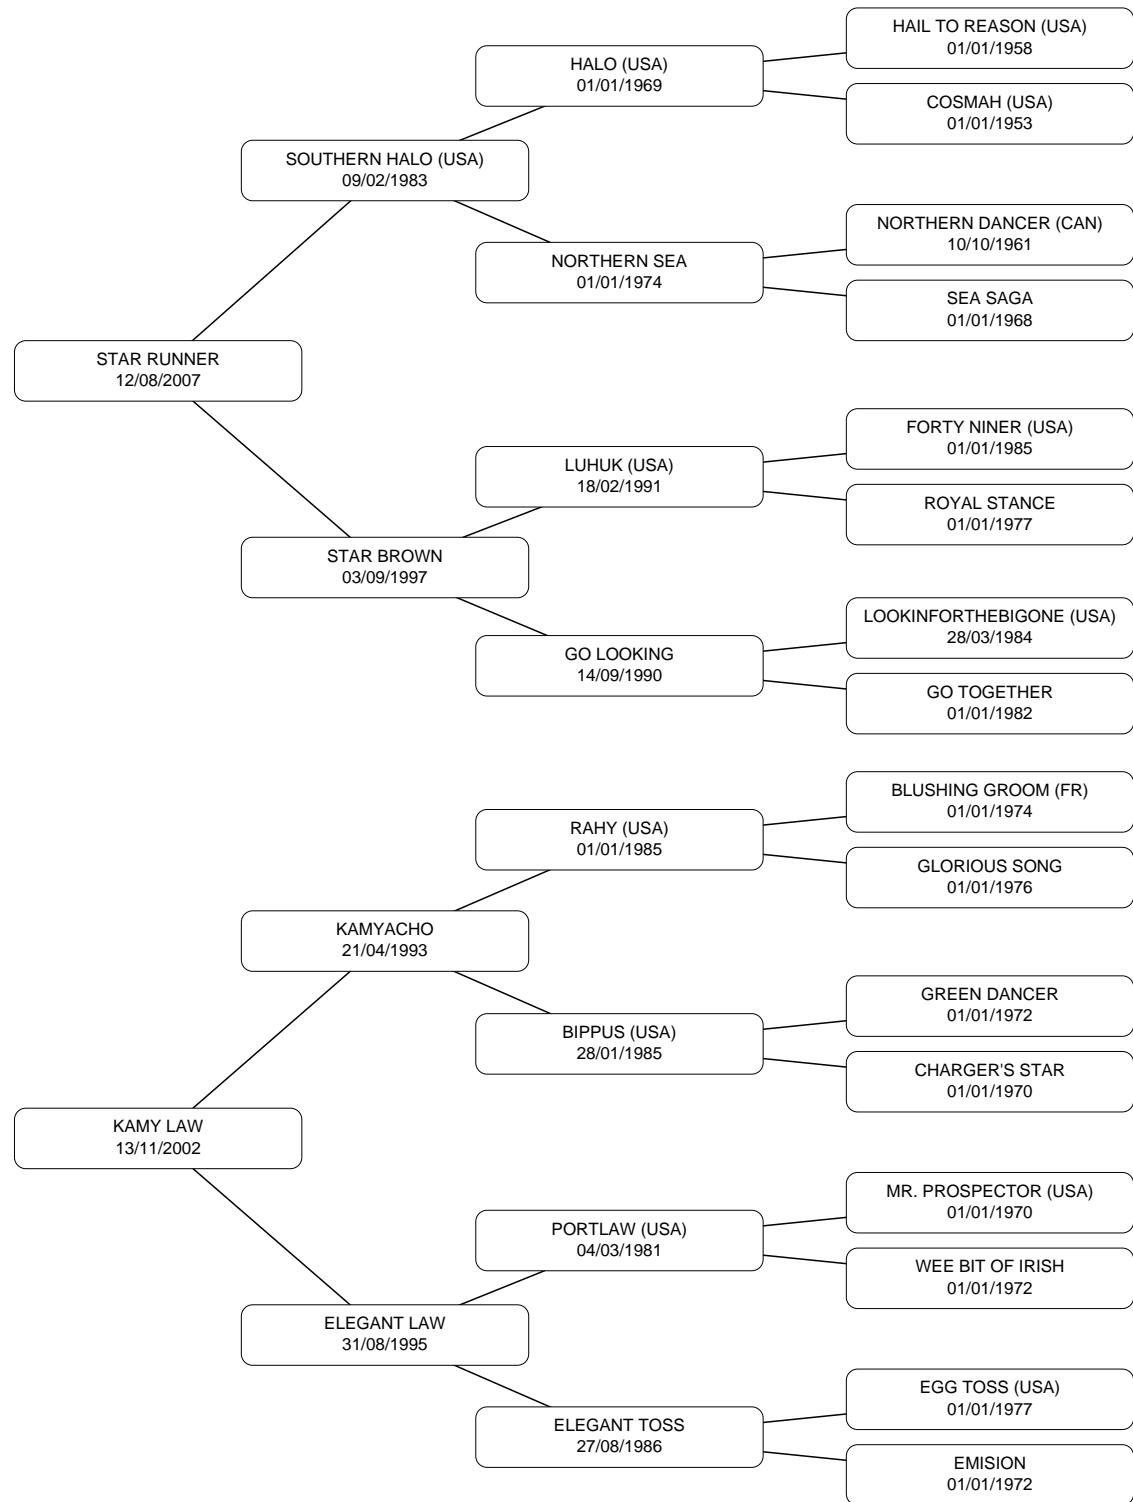 HAIL TO REASON (USA)
01/01/1958
HALO (USA)
01/01/1969
COSMAH (USA)
01/01/1953
SOUTHERN HALO (USA)
09/02/1983
NORTHERN DANCER (CAN)
10/10/1961
NORTHERN SEA
01/01/1974
SEA SAGA
01/01/1968
STAR RUNNER
12/08/2007
FORTY NINER (USA)
01/01/1985
LUHUK (USA)
18/02/1991
ROYAL STANCE
01/01/1977
STAR BROWN
03/09/1997
LOOKINFORTHEBIGONE (USA)
28/03/1984
GO LOOKING
14/09/1990
GO TOGETHER
01/01/1982
BLUSHING GROOM (FR)
01/01/1974
RAHY (USA)
01/01/1985
GLORIOUS SONG
01/01/1976
KAMYACHO
21/04/1993
GREEN DANCER
01/01/1972
BIPPUS (USA)
28/01/1985
CHARGER'S STAR
01/01/1970
KAMY LAW
13/11/2002
MR. PROSPECTOR (USA)
01/01/1970
PORTLAW (USA)
04/03/1981
WEE BIT OF IRISH
01/01/1972
ELEGANT LAW
31/08/1995
EGG TOSS (USA)
01/01/1977
ELEGANT TOSS
27/08/1986
EMISION
01/01/1972